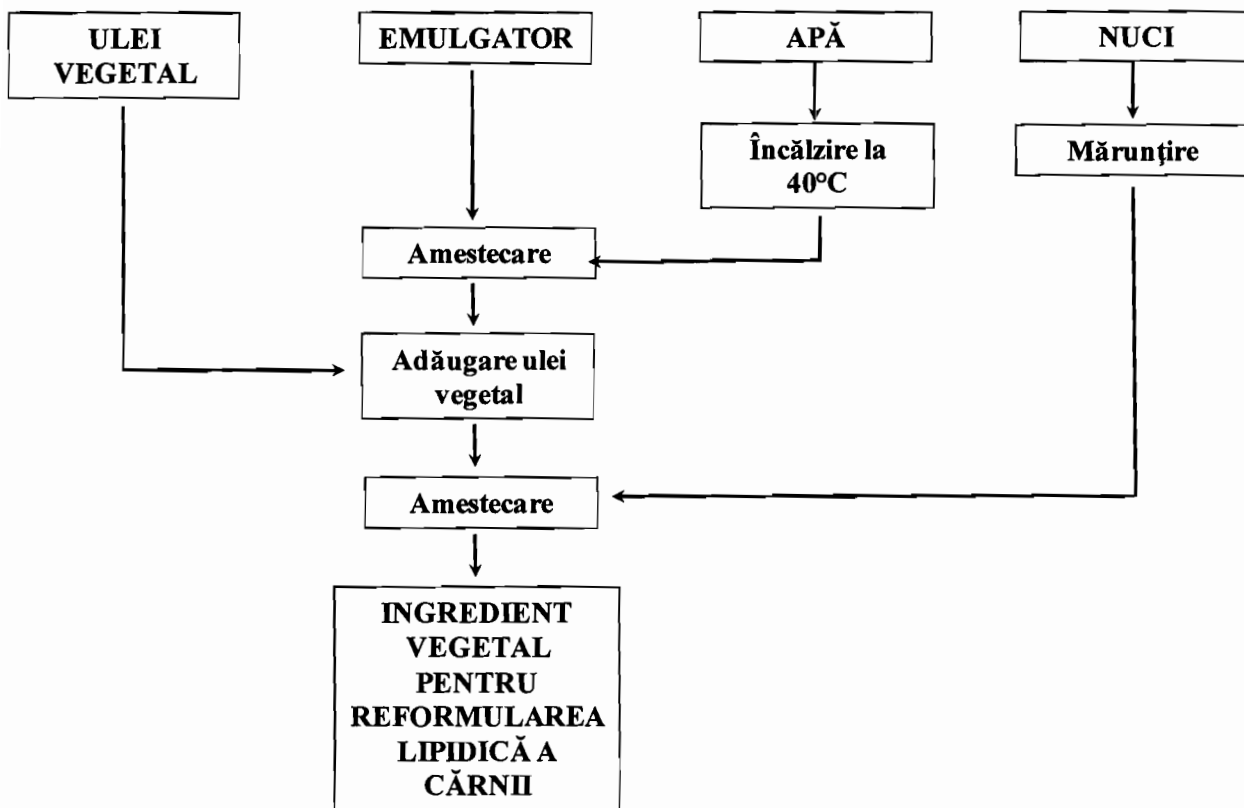 ULEI
VEGETAL
EMULGATOR
APĂ
NUCI
Încălzire la
40°C
Mărunţire
Amestecare
Adăugare ulei
vegetal
Amestecare
INGREDIENT
VEGETAL
PENTRU
REFORMULAREA
LIPIDICĂ A
CĂRNII